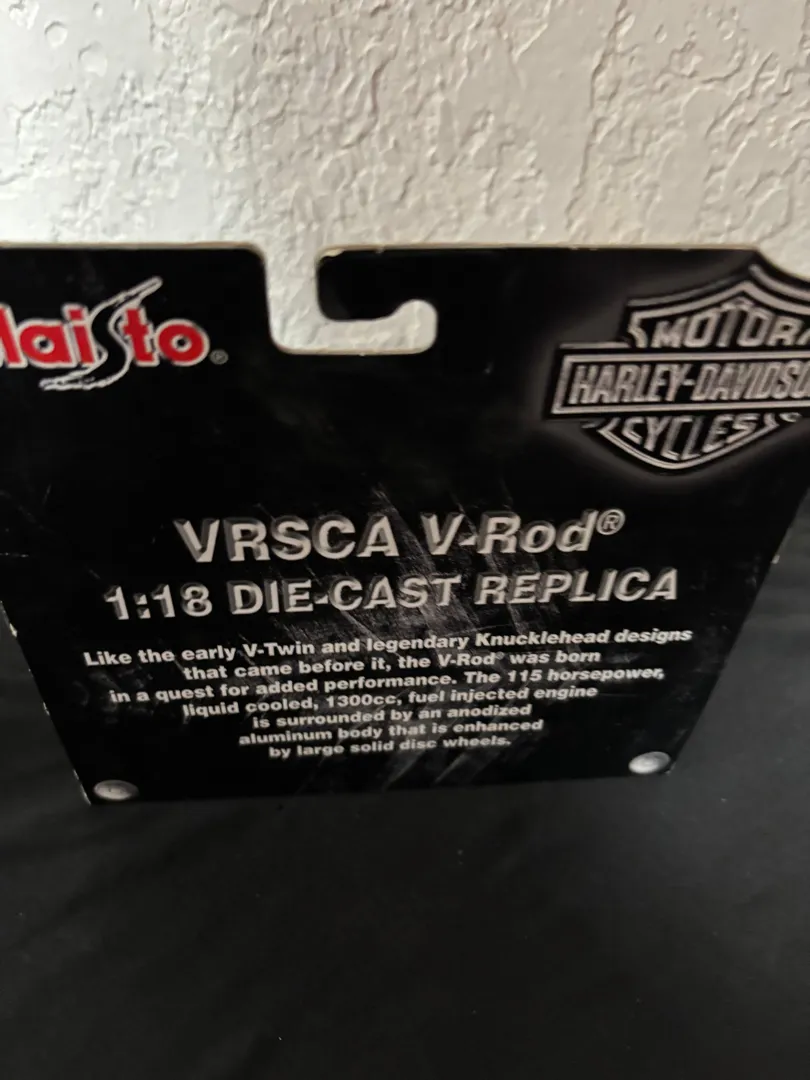 Maisto®
MOTOR
HARLEY-DAVIDSO
CYCLES
VRSCA V-Rod®
1:18 DIE-CAST REPLICA
Like the early V-Twin and legendary Knucklehead designs
that came before it, the V-Rod® was born
in a quest for added performance. The 115 horsepower,
liquid cooled, 1300cc, fuel injected engine
is surrounded by an anodized
aluminum body that is enhanced
by large solid disc wheels.